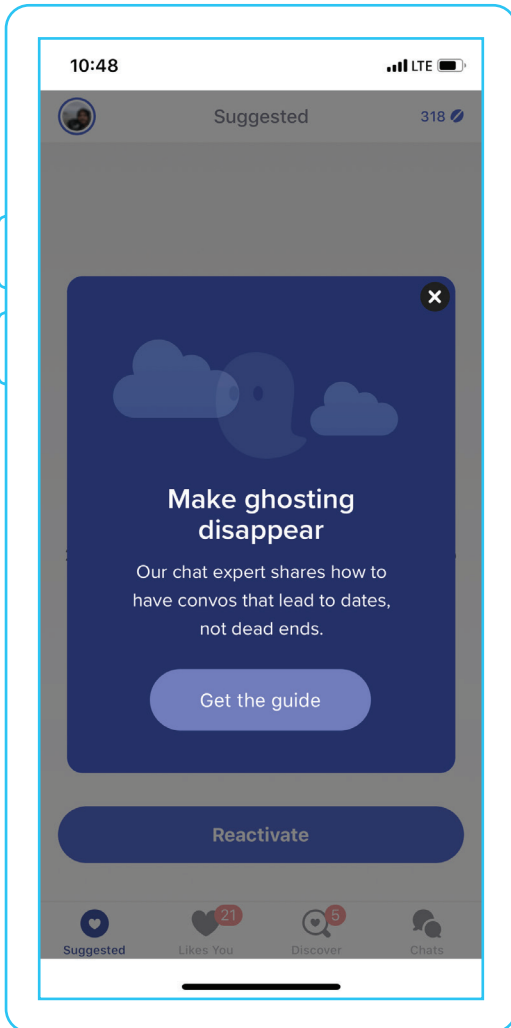 10:48
LTE
Suggested
318
Make ghosting
disappear
Our chat expert shares how to
have convos that lead to dates,
not dead ends.
Get the guide
Reactivate
21
5
Suggested
Likes You
Discover
Chats